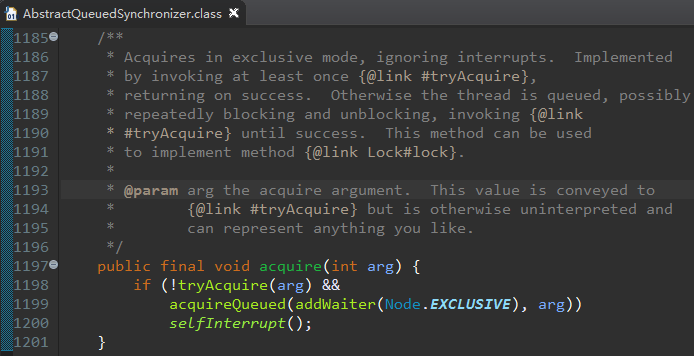 AbstractQueuedSynchronizer.class
1185 /**
1186 * Acquires in exclusive mode, ignoring interrupts.  Implemented
1187 * by invoking at least once {@link #tryAcquire},
1188 * returning on success.  Otherwise the thread is queued, possibly
1189 * repeatedly blocking and unblocking, invoking {@link
1190 * #tryAcquire} until success.  This method can be used
1191 * to implement method {@link Lock#lock}.
1192 *
1193 * @param arg the acquire argument.  This value is conveyed to
1194 *        {@link #tryAcquire} but is otherwise uninterpreted and
1195 *        can represent anything you like.
1196 */
1197 public final void acquire(int arg) {
1198     if (!tryAcquire(arg) &&
1199         acquireQueued(addWaiter(Node.EXCLUSIVE), arg))
1200         selfInterrupt();
1201 }